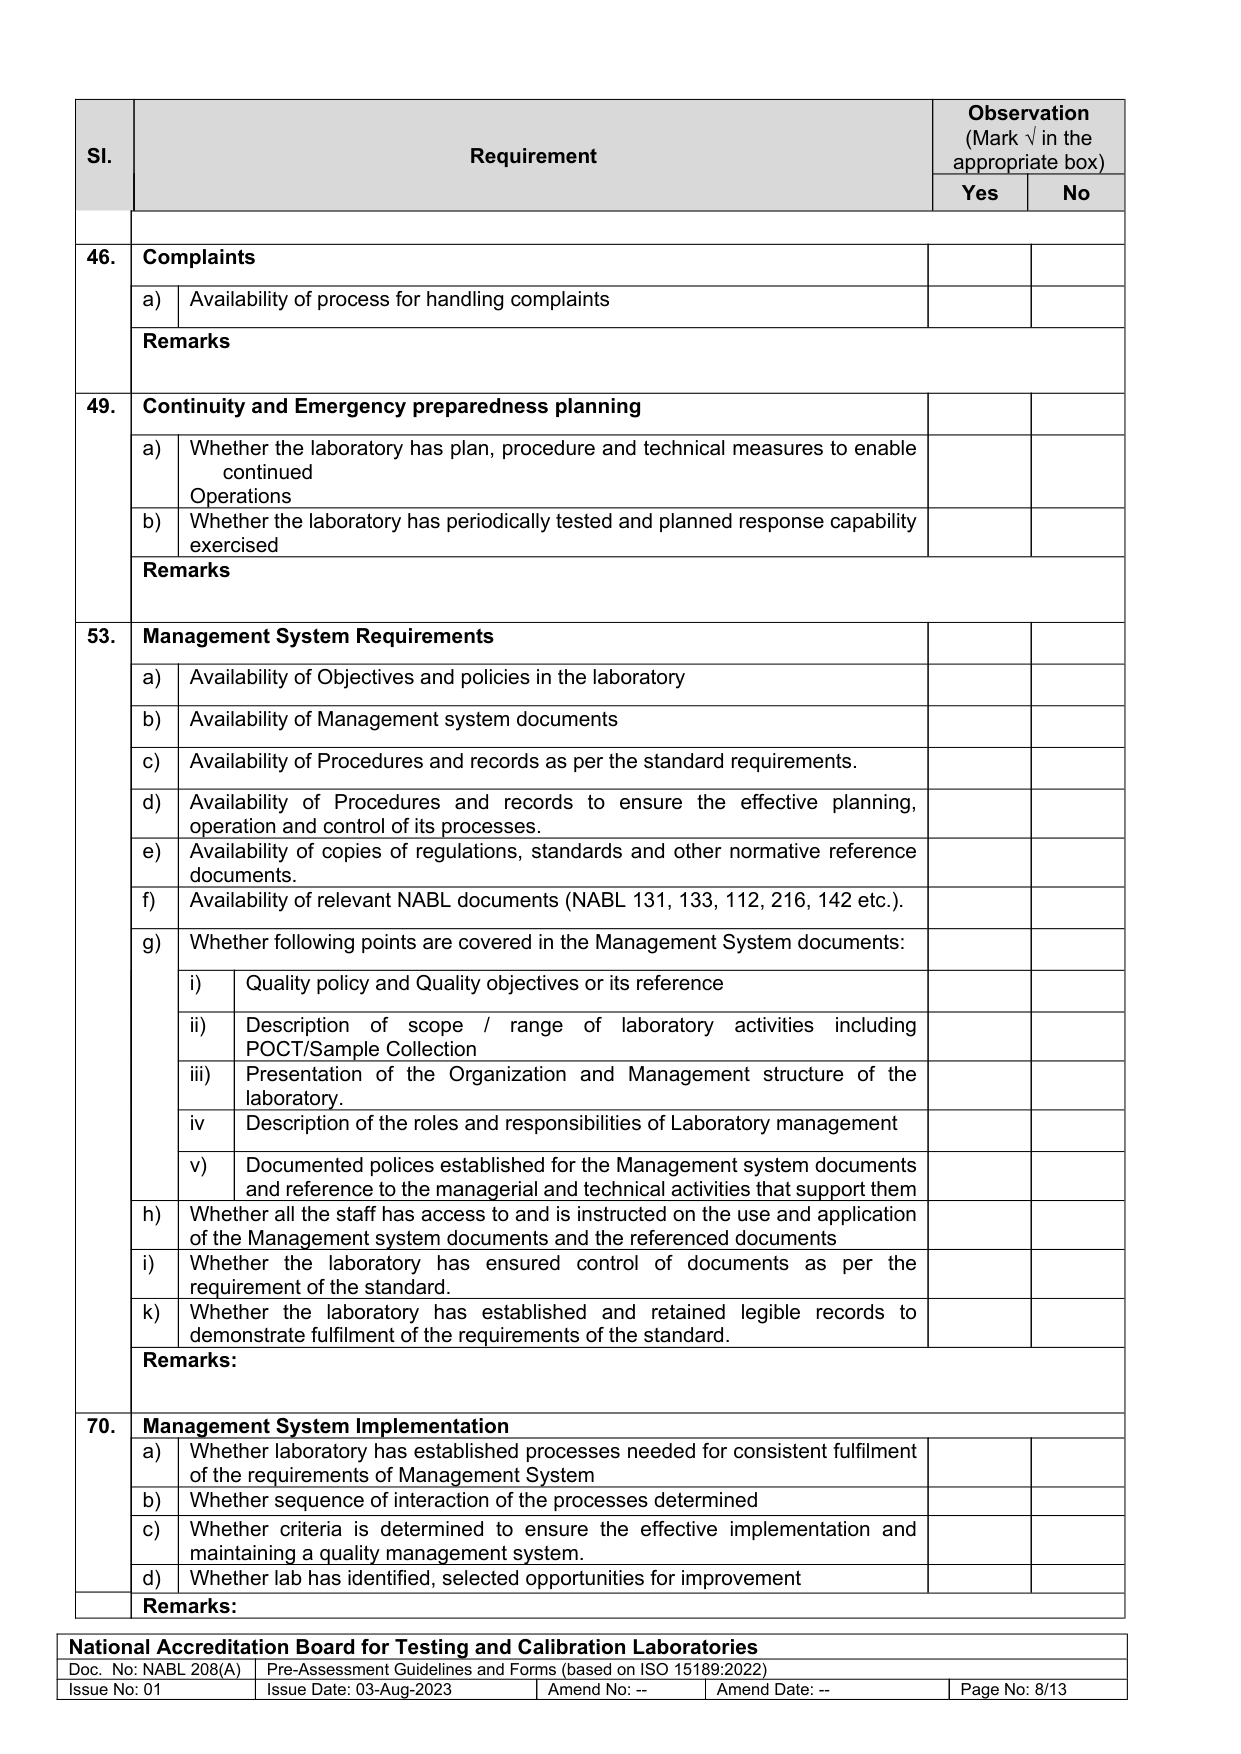 Sl.
Requirement
Observation
(Mark √ in the
appropriate box)
Yes
No
46.
Complaints
a)
Availability of process for handling complaints
Remarks
49.
Continuity and Emergency preparedness planning
a)
Whether the laboratory has plan, procedure and technical measures to enable
continued
Operations
b)
Whether the laboratory has periodically tested and planned response capability
exercised
Remarks
53.
Management System Requirements
a)
Availability of Objectives and policies in the laboratory
b)
Availability of Management system documents
c)
Availability of Procedures and records as per the standard requirements.
d)
Availability of Procedures and records to ensure the effective planning,
operation and control of its processes.
e)
Availability of copies of regulations, standards and other normative reference
documents.
f)
Availability of relevant NABL documents (NABL 131, 133, 112, 216, 142 etc.).
g)
Whether following points are covered in the Management System documents:
i)
Quality policy and Quality objectives or its reference
ii)
Description of scope / range of laboratory activities including
POCT/Sample Collection
iii)
Presentation of the Organization and Management structure of the
laboratory.
iv
Description of the roles and responsibilities of Laboratory management
v)
Documented polices established for the Management system documents
and reference to the managerial and technical activities that support them
h)
Whether all the staff has access to and is instructed on the use and application
of the Management system documents and the referenced documents
i)
Whether the laboratory has ensured control of documents as per the
requirement of the standard.
k)
Whether the laboratory has established and retained legible records to
demonstrate fulfilment of the requirements of the standard.
Remarks:
70.
Management System Implementation
a)
Whether laboratory has established processes needed for consistent fulfilment
of the requirements of Management System
b)
Whether sequence of interaction of the processes determined
c)
Whether criteria is determined to ensure the effective implementation and
maintaining a quality management system.
d)
Whether lab has identified, selected opportunities for improvement
Remarks:
National Accreditation Board for Testing and Calibration Laboratories
Doc. No: NABL 208(A)
Pre-Assessment Guidelines and Forms (based on ISO 15189:2022)
Issue No: 01
Issue Date: 03-Aug-2023
Amend No: --
Amend Date: --
Page No: 8/13